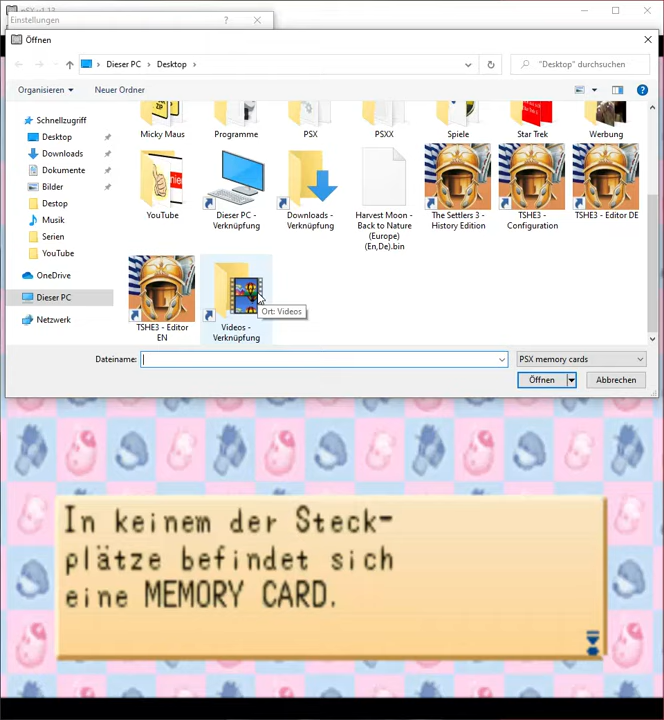 pSX v1.13
Einstellungen
?
Öffnen
Dieser PC
Desktop
"Desktop" durchsuchen
Organisieren
Neuer Ordner
Schnellzugriff
Desktop
Downloads
Dokumente
Bilder
Destop
Musik
Serien
YouTube
OneDrive
Dieser PC
Netzwerk
Micky Maus
Programme
PSX
PSXX
Spiele
Star Trek
Werbung
YouTube
Dieser PC -
Verknüpfung
Downloads -
Verknüpfung
Harvest Moon -
Back to Nature
(Europe)
(En,De).bin
The Settlers 3 -
History Edition
TSHE3 -
Configuration
TSHE3 - Editor DE
TSHE3 - Editor
EN
Videos -
Verknüpfung
Ort: Videos
Dateiname:
PSX memory cards
Öffnen
Abbrechen
In keinem der Steck-
plätze befindet sich
eine MEMORY CARD.